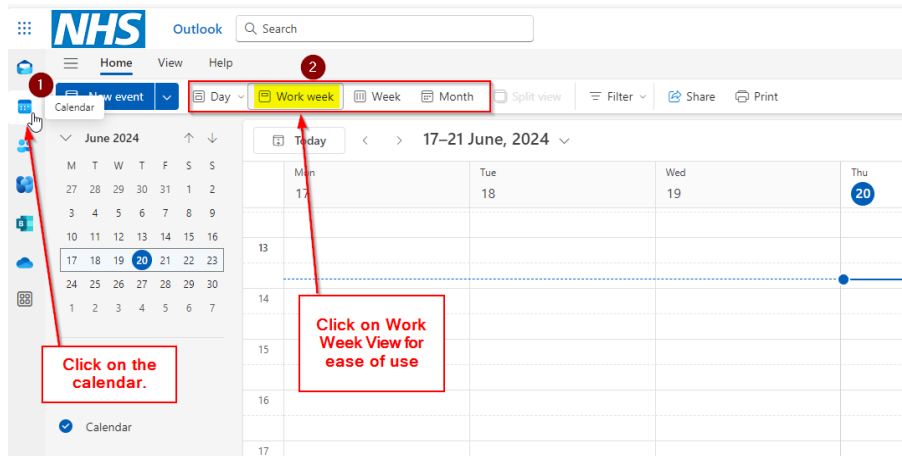 NHS Outlook Search
Home View Help
2
1
New event Day Work week Week Month Split view Filter Share Print
Calendar
June 2024
Today 17–21 June, 2024
M T W T F S S
27 28 29 30 31 1 2
3 4 5 6 7 8 9
10 11 12 13 14 15 16
17 18 19 20 21 22 23
24 25 26 27 28 29 30
1 2 3 4 5 6 7
Mon Tue Wed Thu
17 18 19 20
13
14
15
16
17
Click on Work
Week View for
ease of use
Click on the
calendar.
Calendar
B